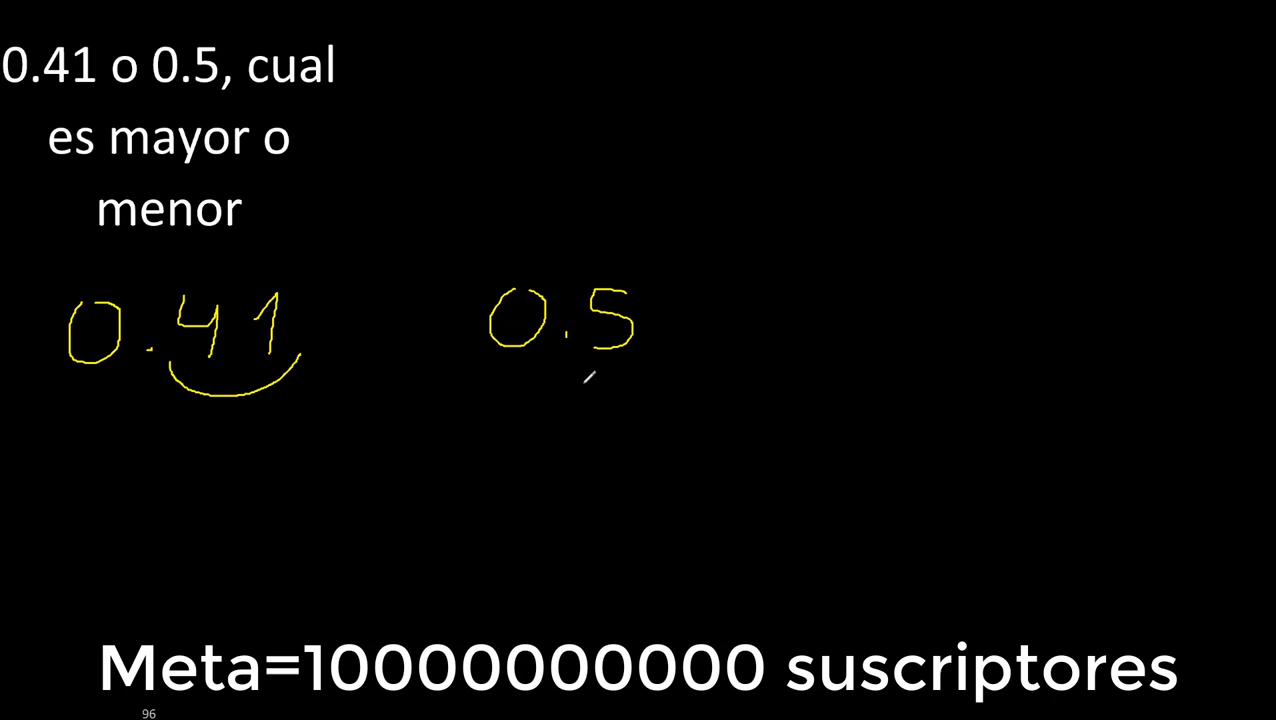 0.41 o 0.5, cual
es mayor o
menor
0.41 0.5
Meta=10000000000 suscriptores
96